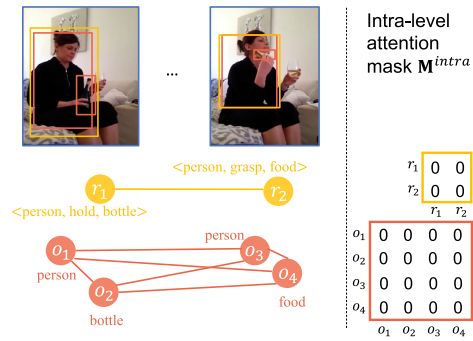 Intra-level
attention
mask M^intra
...
<person, grasp, food>
r₁
r₂
<person, hold, bottle>
person
o₁
o₃
o₄
person
o₂
food
bottle
r₁ 0 0
r₂ 0 0
r₁ r₂
o₁ 0 0 0 0
o₂ 0 0 0 0
o₃ 0 0 0 0
o₄ 0 0 0 0
o₁ o₂ o₃ o₄